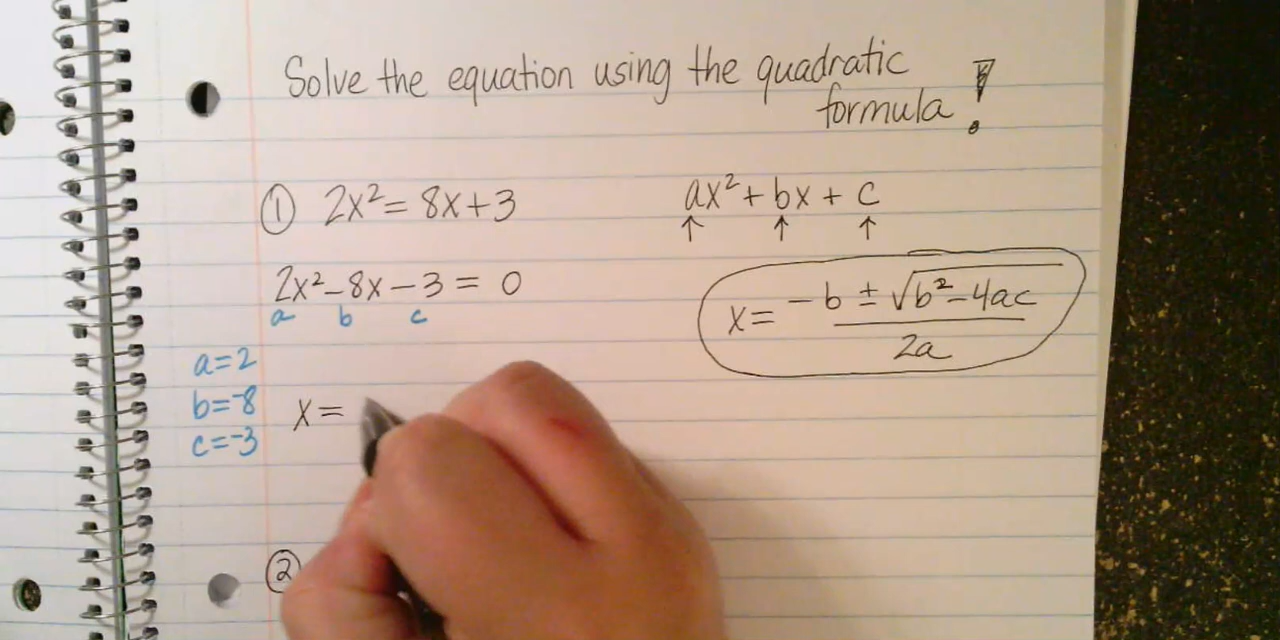 Solve the equation using the quadratic
formula!
① 2x² = 8x + 3
ax² + bx + c
↑ ↑ ↑
2x² - 8x - 3 = 0
a b c
x = -b ± √b² - 4ac
2a
a = 2
b = -8
c = -3
x =
②